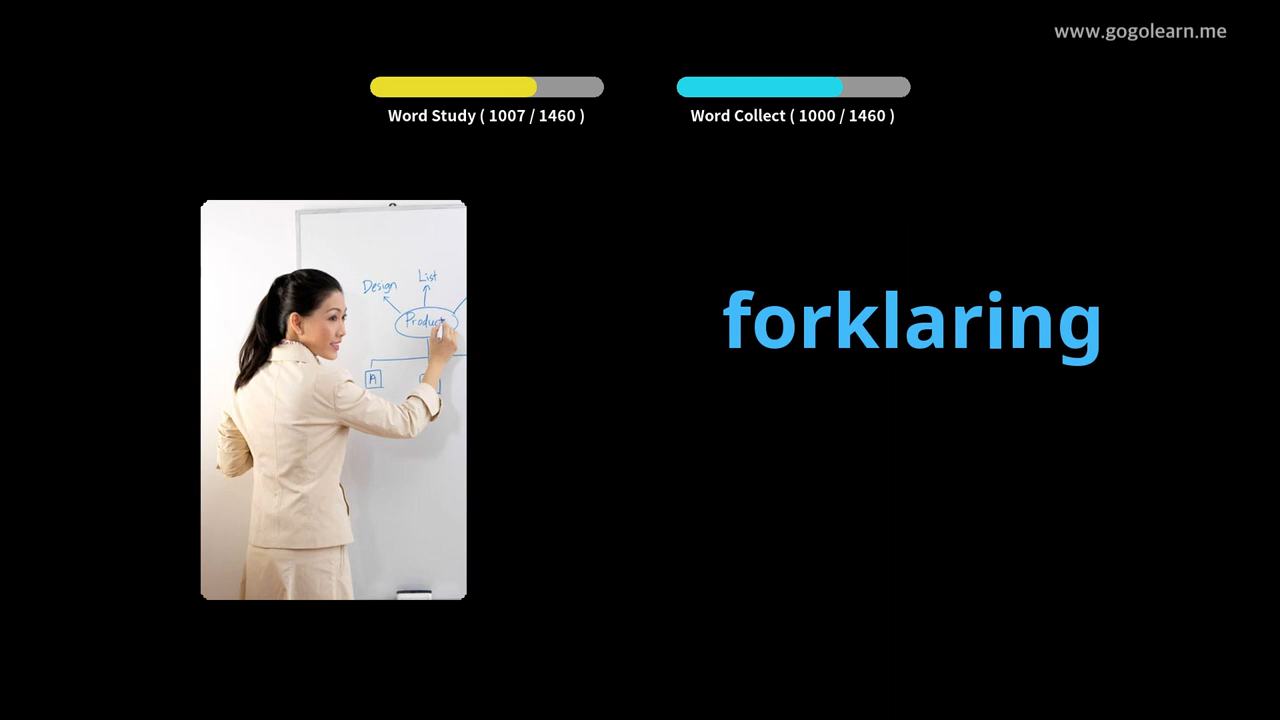 www.gogolearn.me
Word Study ( 1007 / 1460 )
Word Collect ( 1000 / 1460 )
List
Design
Product
A
forklaring